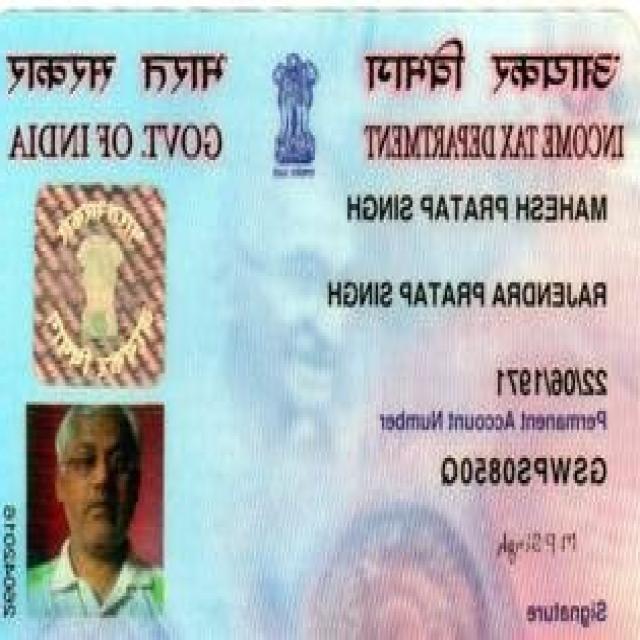 आयकर विभाग भारत सरकार
INCOME TAX DEPARTMENT GOVT. OF INDIA
MAHESH PRATAP SINGH
RAJENDRA PRATAP SINGH
22/06/1971
Permanent Account Number
GSWPS0850Q
M P Singh
Signature